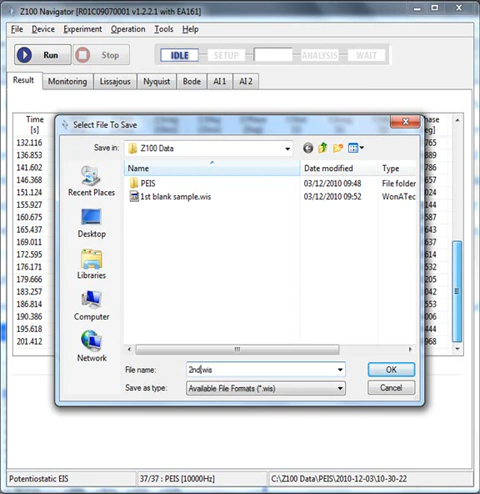 Z100 Navigator [R01C09070001 v1.2.2.1 with EA161]
File Device Experiment Operation Tools Help
Run Stop IDLE SETUP ANALYSIS WAIT
Result Monitoring Lissajous Nyquist Bode AI1 AI2
Time
[s]
132.116
136.853
141.602
146.368
151.124
155.927
160.675
165.437
169.011
172.595
176.171
179.666
183.257
186.814
190.386
195.618
201.412
Select File To Save
Save in: Z100 Data
Name Date modified Type
PEIS 03/12/2010 09:48 File folder
1st blank sample.wis 03/12/2010 09:52 WonATec
Recent Places
Desktop
Libraries
Computer
Network
File name: 2nd.wis OK
Save as type: Available File Formats (*.wis) Cancel
Potentiostatic EIS 37/37 : PEIS [10000Hz] C:\Z100 Data\PEIS\2010-12-03\10-30-22